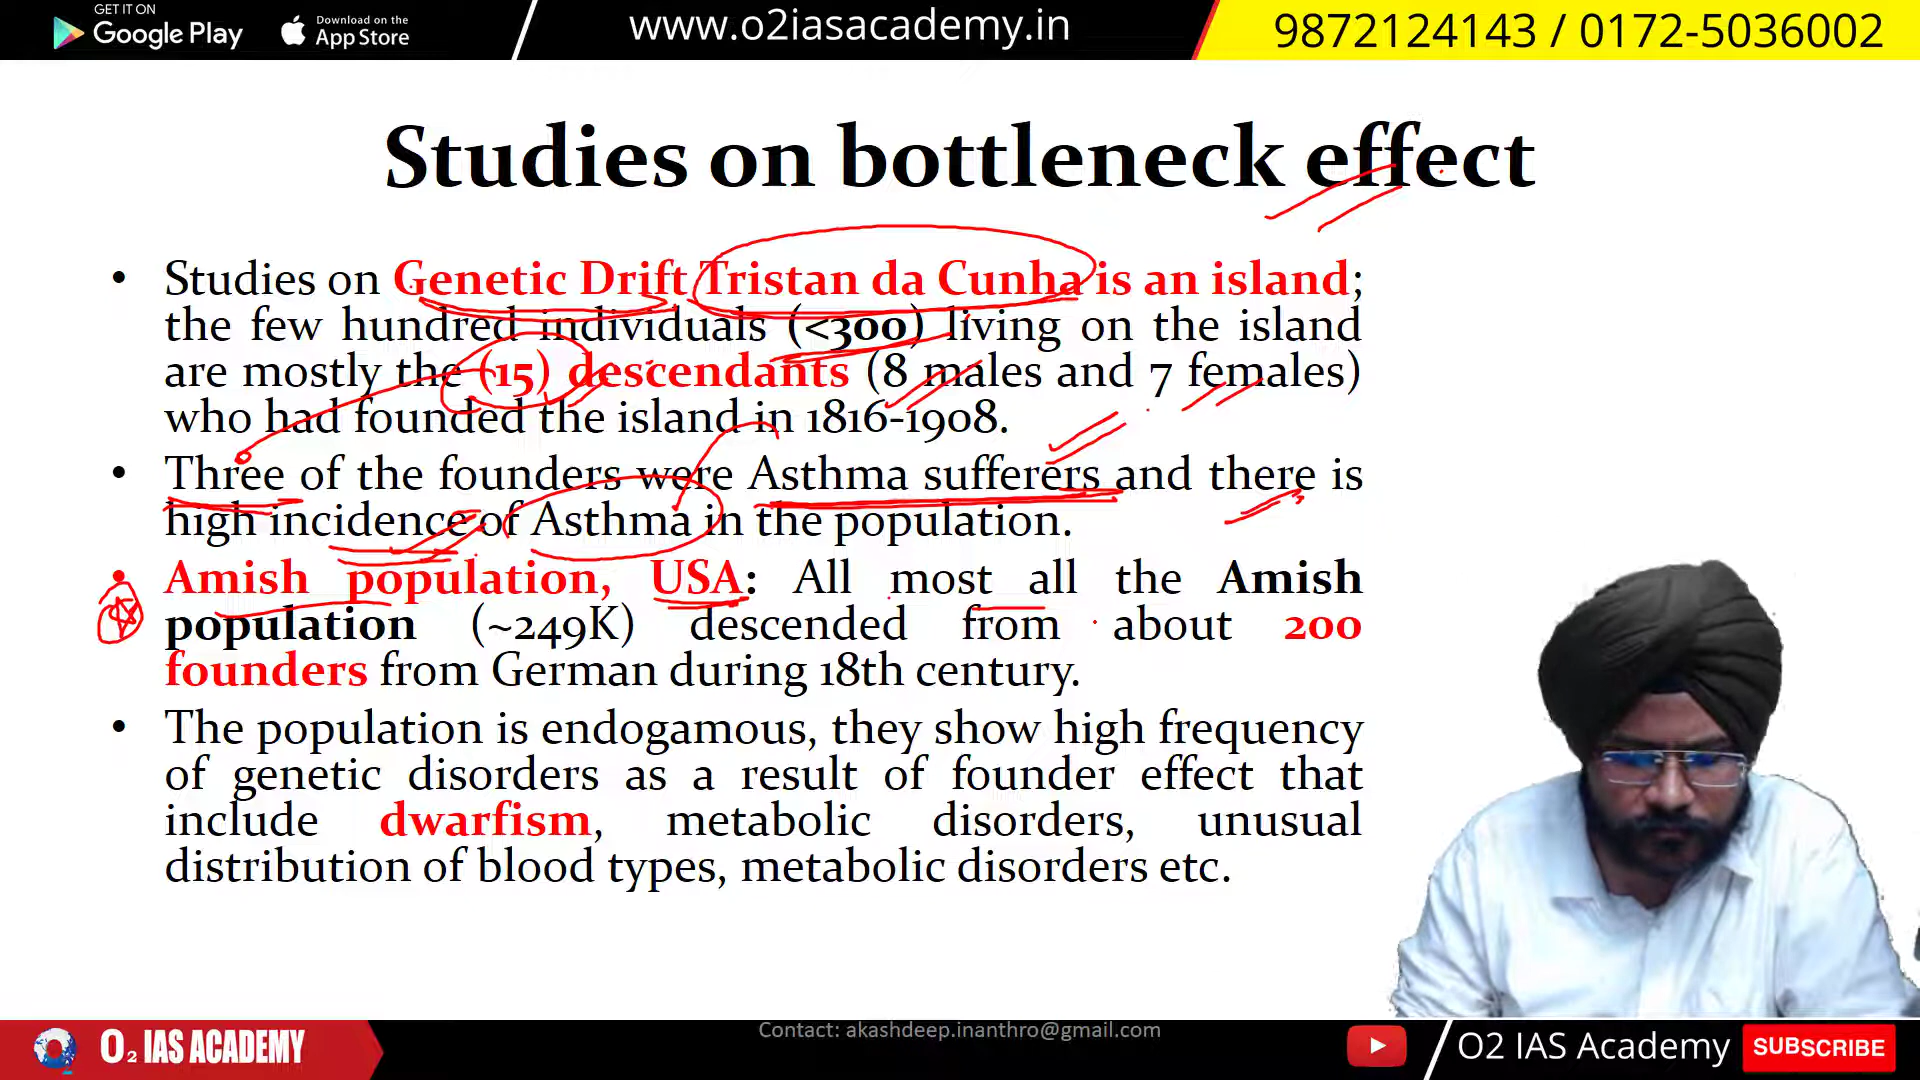 GET IT ON
Google Play
Download on the
App Store
www.o2iasacademy.in
9872124143 / 0172-5036002
Studies on bottleneck effect
• Studies on Genetic Drift Tristan da Cunha is an island;
the few hundred individuals (<300) living on the island
are mostly the (15) descendants (8 males and 7 females)
who had founded the island in 1816-1908.
• Three of the founders were Asthma sufferers and there is
high incidence of Asthma in the population.
• Amish population, USA: All most all the Amish
population (~249K) descended from about 200
founders from German during 18th century.
• The population is endogamous, they show high frequency
of genetic disorders as a result of founder effect that
include dwarfism, metabolic disorders, unusual
distribution of blood types, metabolic disorders etc.
O2 IAS ACADEMY
Contact: akashdeep.inanthro@gmail.com
O2 IAS Academy
SUBSCRIBE